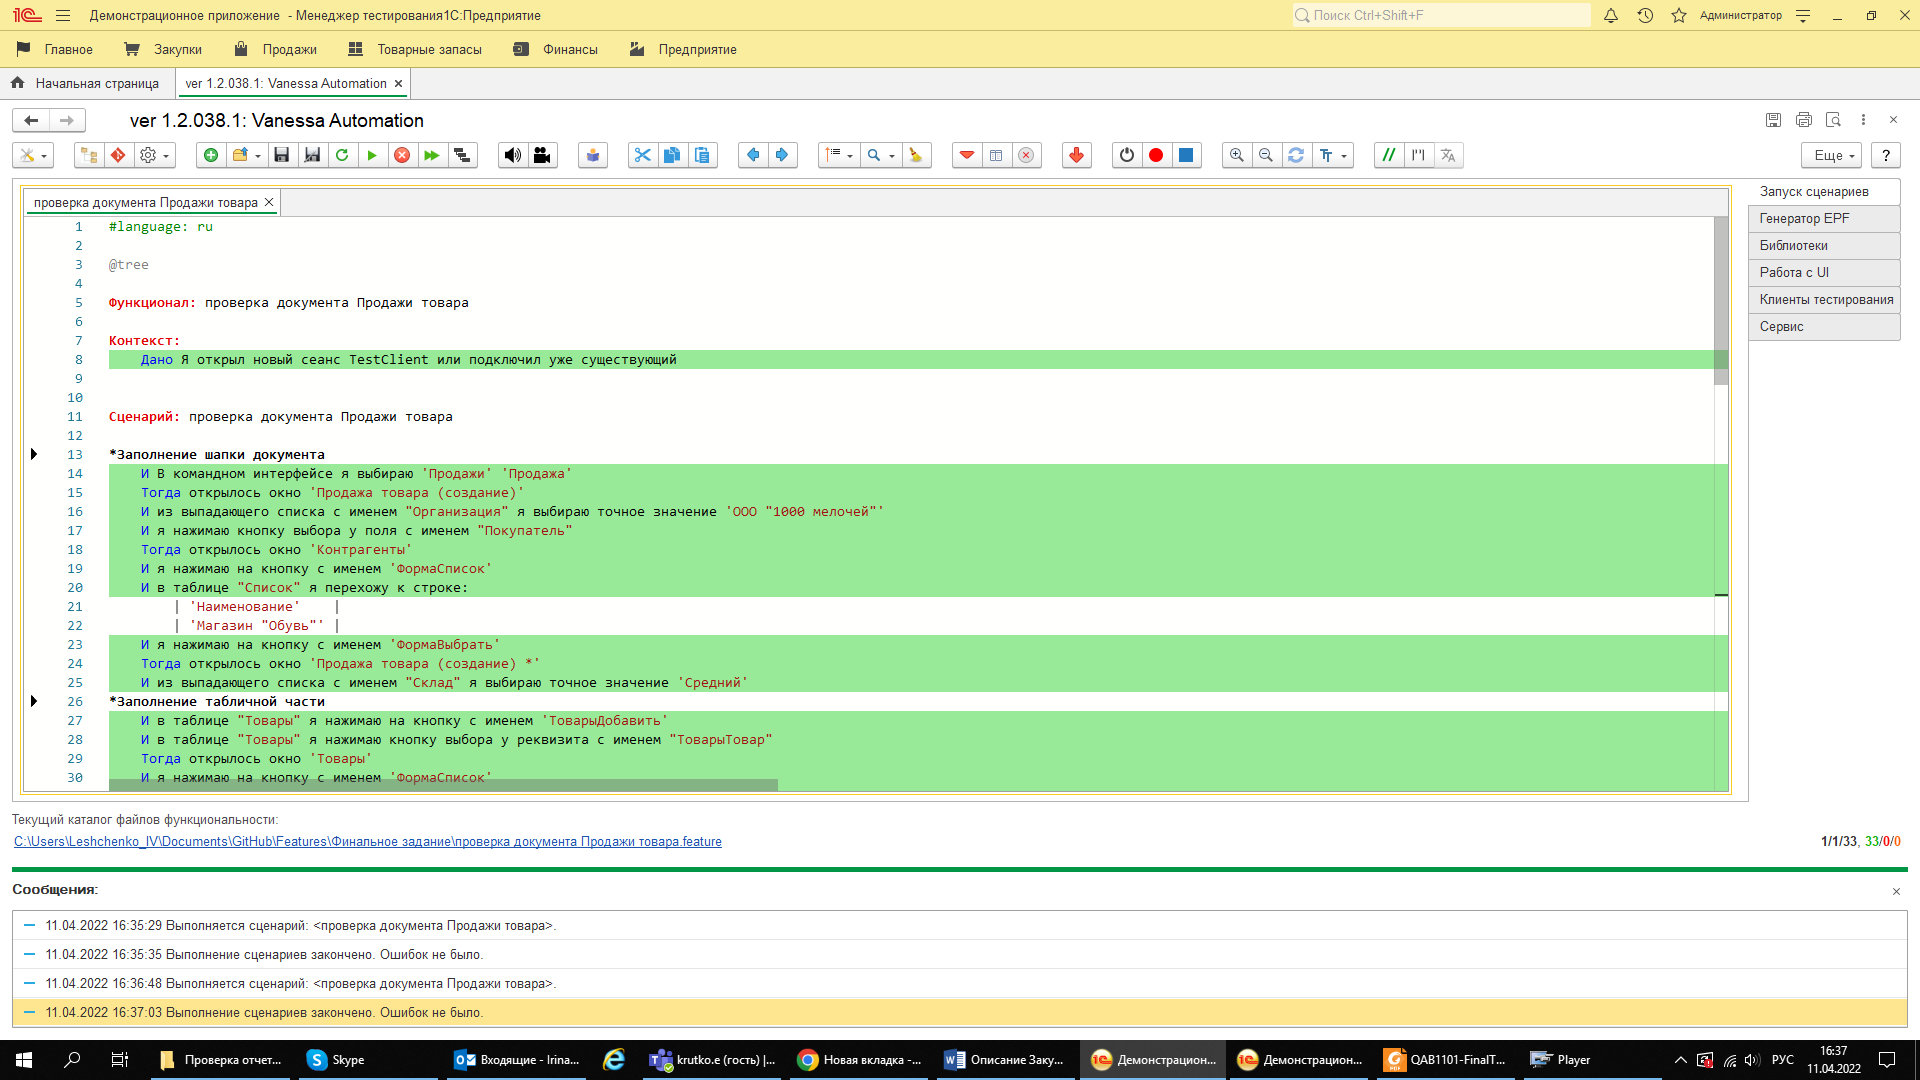 Демонстрационное приложение - Менеджер тестирования1С:Предприятие
Поиск Ctrl+Shift+F
Администратор
Главное
Закупки
Продажи
Товарные запасы
Финансы
Предприятие
Начальная страница
ver 1.2.038.1: Vanessa Automation
ver 1.2.038.1: Vanessa Automation
Еще
?
проверка документа Продажи товара
Запуск сценариев
Генератор EPF
Библиотеки
Работа с UI
Клиенты тестирования
Сервис
1 #language: ru
2
3 @tree
4
5 Функционал: проверка документа Продажи товара
6
7 Контекст:
8 Дано Я открыл новый сеанс TestClient или подключил уже существующий
9
10
11 Сценарий: проверка документа Продажи товара
12
13 *Заполнение шапки документа
14 И В командном интерфейсе я выбираю 'Продажи' 'Продажа'
15 Тогда открылось окно 'Продажа товара (создание)'
16 И из выпадающего списка с именем "Организация" я выбираю точное значение 'ООО "1000 мелочей"'
17 И я нажимаю кнопку выбора у поля с именем "Покупатель"
18 Тогда открылось окно 'Контрагенты'
19 И я нажимаю на кнопку с именем 'ФормаСписок'
20 И в таблице "Список" я перехожу к строке:
21 | 'Наименование' |
22 | 'Магазин "Обувь"' |
23 И я нажимаю на кнопку с именем 'ФормаВыбрать'
24 Тогда открылось окно 'Продажа товара (создание) *'
25 И из выпадающего списка с именем "Склад" я выбираю точное значение 'Средний'
26 *Заполнение табличной части
27 И в таблице "Товары" я нажимаю на кнопку с именем 'ТоварыДобавить'
28 И в таблице "Товары" я нажимаю кнопку выбора у реквизита с именем "ТоварыТовар"
29 Тогда открылось окно 'Товары'
30 И я нажимаю на кнопку с именем 'ФормаСписок'
Текущий каталог файлов функциональности:
C:\Users\Leshchenko_IV\Documents\GitHub\Features\Финальное задание\проверка документа Продажи товара.feature
1/1/33, 33/0/0
Сообщения:
11.04.2022 16:35:29 Выполняется сценарий: <проверка документа Продажи товара>.
11.04.2022 16:35:35 Выполнение сценариев закончено. Ошибок не было.
11.04.2022 16:36:48 Выполняется сценарий: <проверка документа Продажи товара>.
11.04.2022 16:37:03 Выполнение сценариев закончено. Ошибок не было.
Проверка отчет...
Skype
Входящие - Irina...
krutko.e (гость) |...
Новая вкладка -...
Описание Заку...
Демонстрацион...
Демонстрацион...
QAB1101-FinalT...
Player
РУС
16:37
11.04.2022